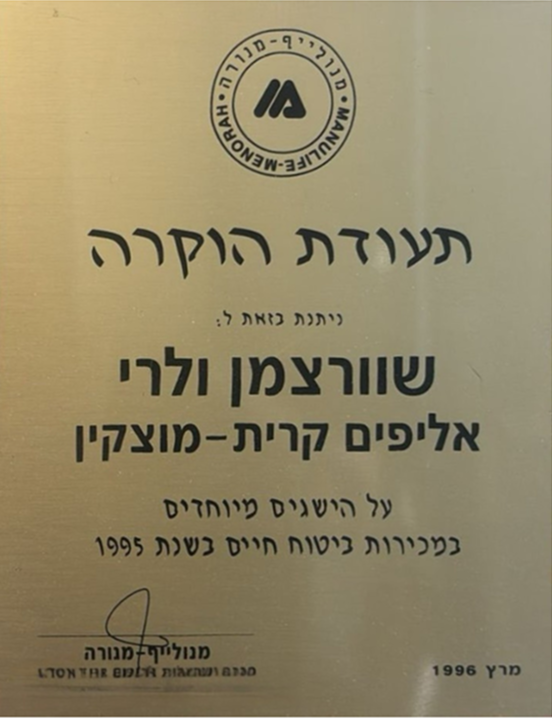 מנולייף-מנורה • MANULIFE-MENORAH •
תעודת הוקרה
ניתנת בזאת ל:
שוורצמן ולרי
אליפים קרית-מוצקין
על הישגים מיוחדים
במכירות ביטוח חיים בשנת 1995
מנולייף-מנורה
מרץ 1996